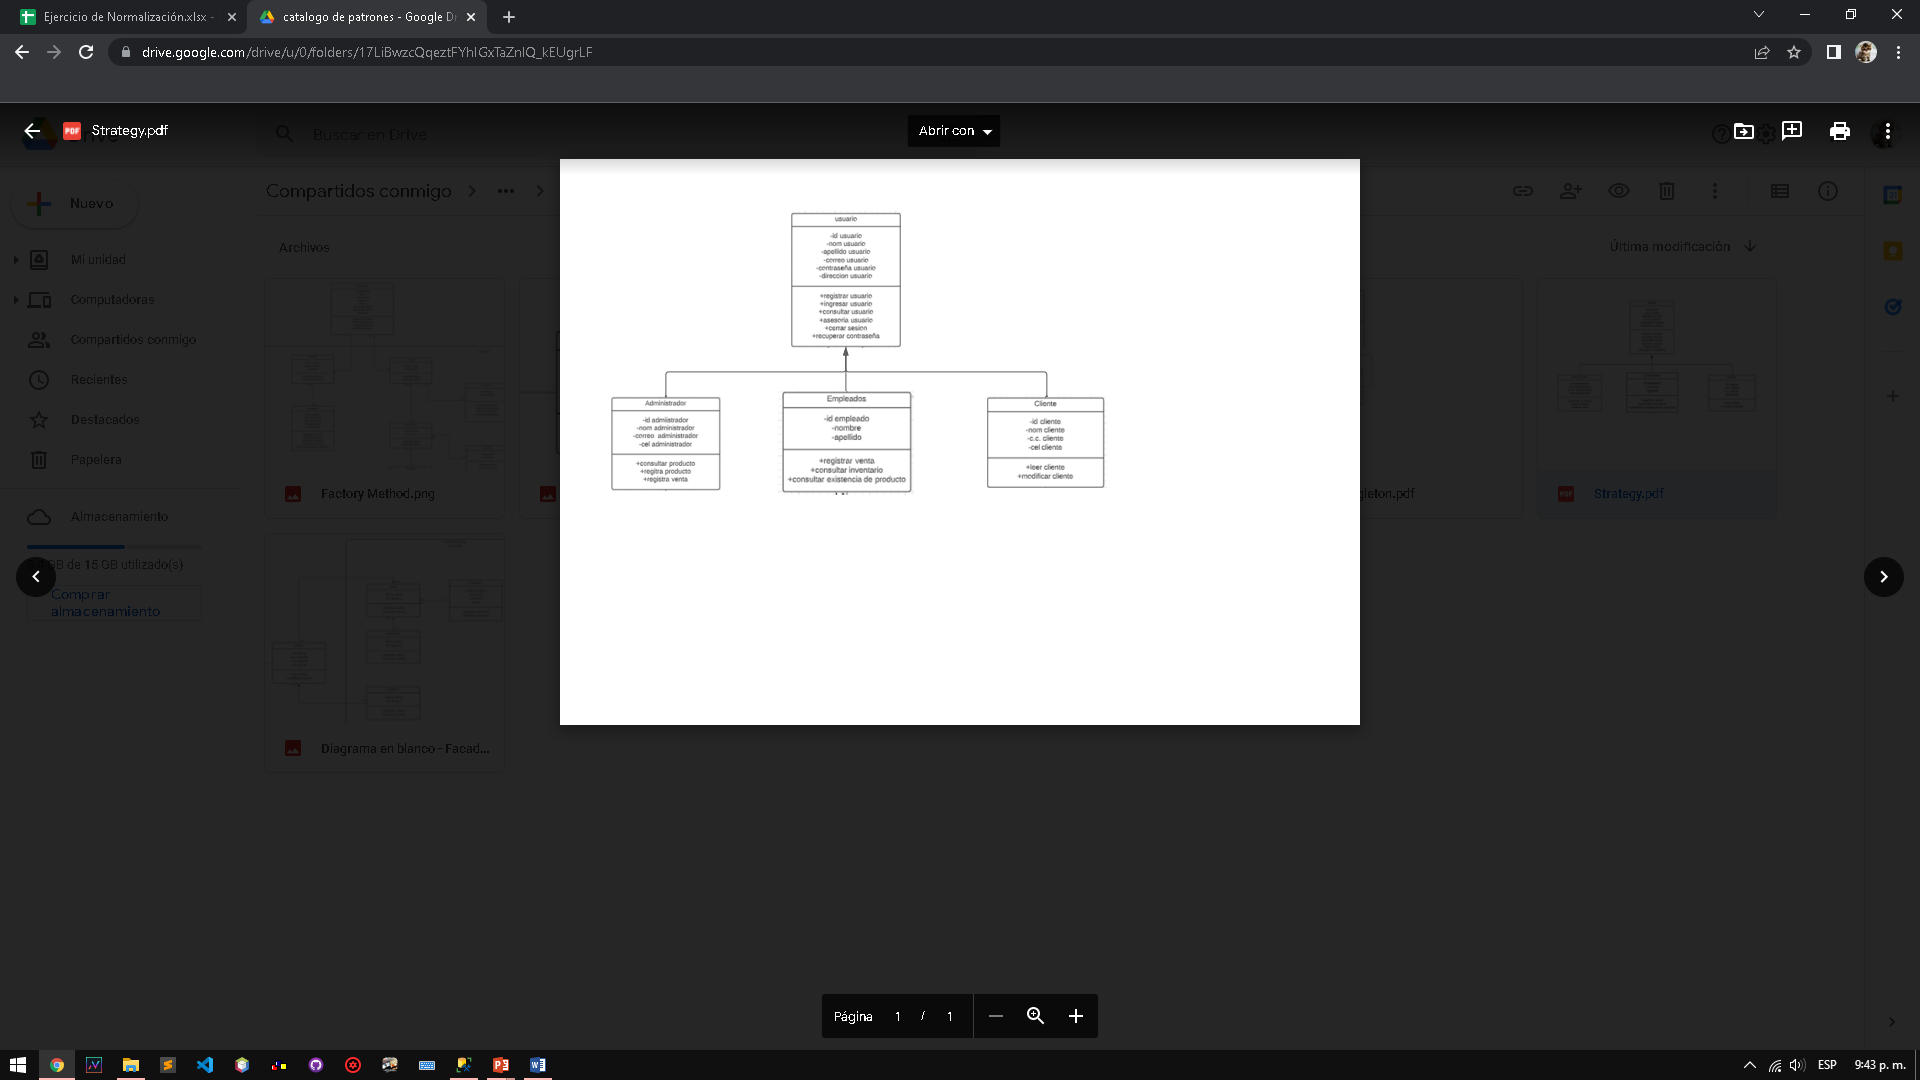 Ejercicio de Normalización.xlsx -
catalogo de patrones - Google Dr
drive.google.com/drive/u/0/folders/17LiBwzcQqeztFYhIGxTaZnIQ_kEUgrLF
Strategy.pdf
Buscar en Drive
Abrir con
Nuevo
Compartidos conmigo
Archivos
Última modificación
Mi unidad
Computadoras
Compartidos conmigo
Recientes
Destacados
Papelera
Almacenamiento
GB de 15 GB utilizado(s)
Comprar
almacenamiento
Factory Method.png
gleton.pdf
Strategy.pdf
Diagrama en blanco - Facad...
usuario
-id usuario
-nom usuario
-apellido usuario
-correo usuario
-contraseña usuario
-direccion usuario
+registrar usuario
+ingresar usuario
+consultar usuario
+asesoria usuario
+cerrar sesion
+recuperar contraseña
Administrador
-id admiistrador
-nom administrador
-correo administrador
-cel administrador
+consultar producto
+regitra producto
+registra venta
Empleados
-id empleado
-nombre
-apellido
+registrar venta
+consultar inventario
+consultar existencia de producto
Cliente
-id cliente
-nom cliente
-c.c. cliente
-cel cliente
+leer cliente
+modificar cliente
Página 1 / 1
ESP
9:43 p. m.